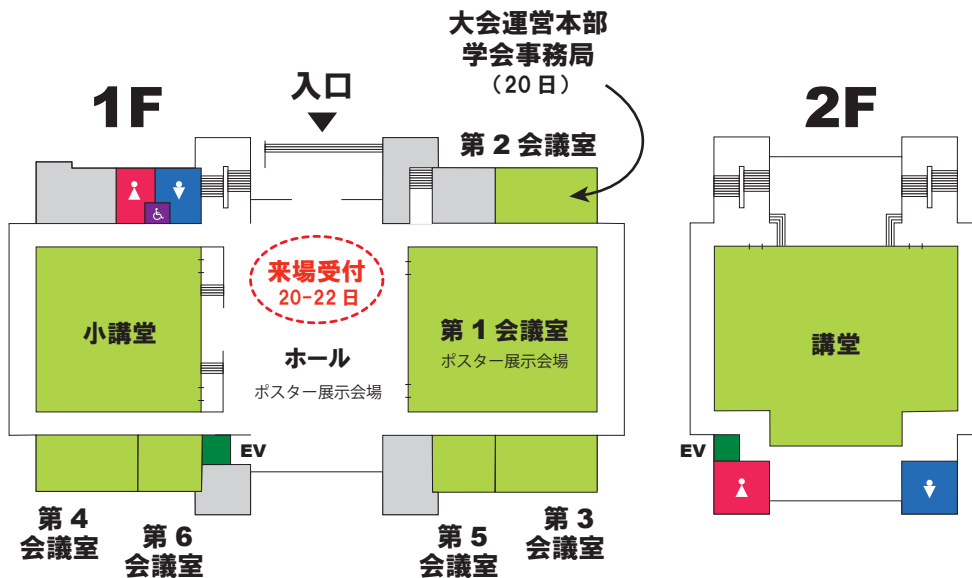 大会運営本部
学会事務局
（20 日）
1F
入口
2F
第 2 会議室
来場受付
20-22 日
小講堂
ホール
ポスター展示会場
第 1 会議室
ポスター展示会場
講堂
EV
EV
第 4
会議室
第 6
会議室
第 5
会議室
第 3
会議室